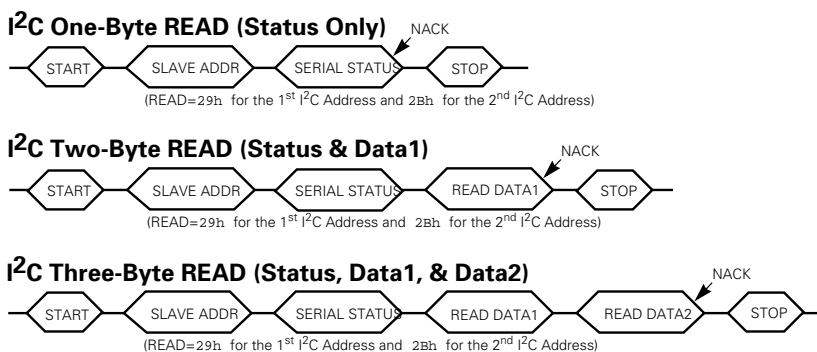 I²C One-Byte READ (Status Only)
NACK
START SLAVE ADDR SERIAL STATUS STOP
(READ=29h for the 1st I²C Address and 2Bh for the 2nd I²C Address)
I²C Two-Byte READ (Status & Data1)
NACK
START SLAVE ADDR SERIAL STATUS READ DATA1 STOP
(READ=29h for the 1st I²C Address and 2Bh for the 2nd I²C Address)
I²C Three-Byte READ (Status, Data1, & Data2)
NACK
START SLAVE ADDR SERIAL STATUS READ DATA1 READ DATA2 STOP
(READ=29h for the 1st I²C Address and 2Bh for the 2nd I²C Address)